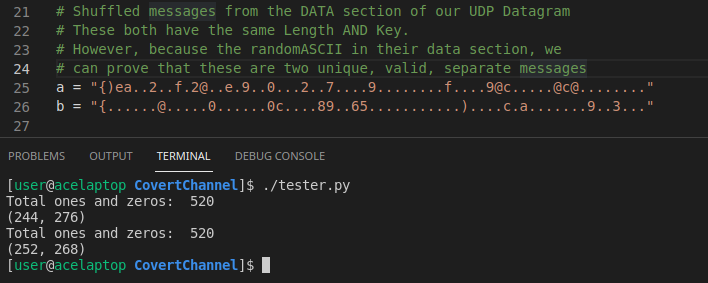 21 # Shuffled messages from the DATA section of our UDP Datagram
22 # These both have the same Length AND Key.
23 # However, because the randomASCII in their data section, we
24 # can prove that these are two unique, valid, separate messages
25 a = "{)ea..2..f.2@..e.9..0...2..7....9........f....9@c.....@c@........"
26 b = "{......@.....0......0c....89..65...........)....c.a.......9..3..."
27
PROBLEMS OUTPUT TERMINAL DEBUG CONSOLE
[user@acelaptop CovertChannel]$ ./tester.py
Total ones and zeros:  520
(244, 276)
Total ones and zeros:  520
(252, 268)
[user@acelaptop CovertChannel]$